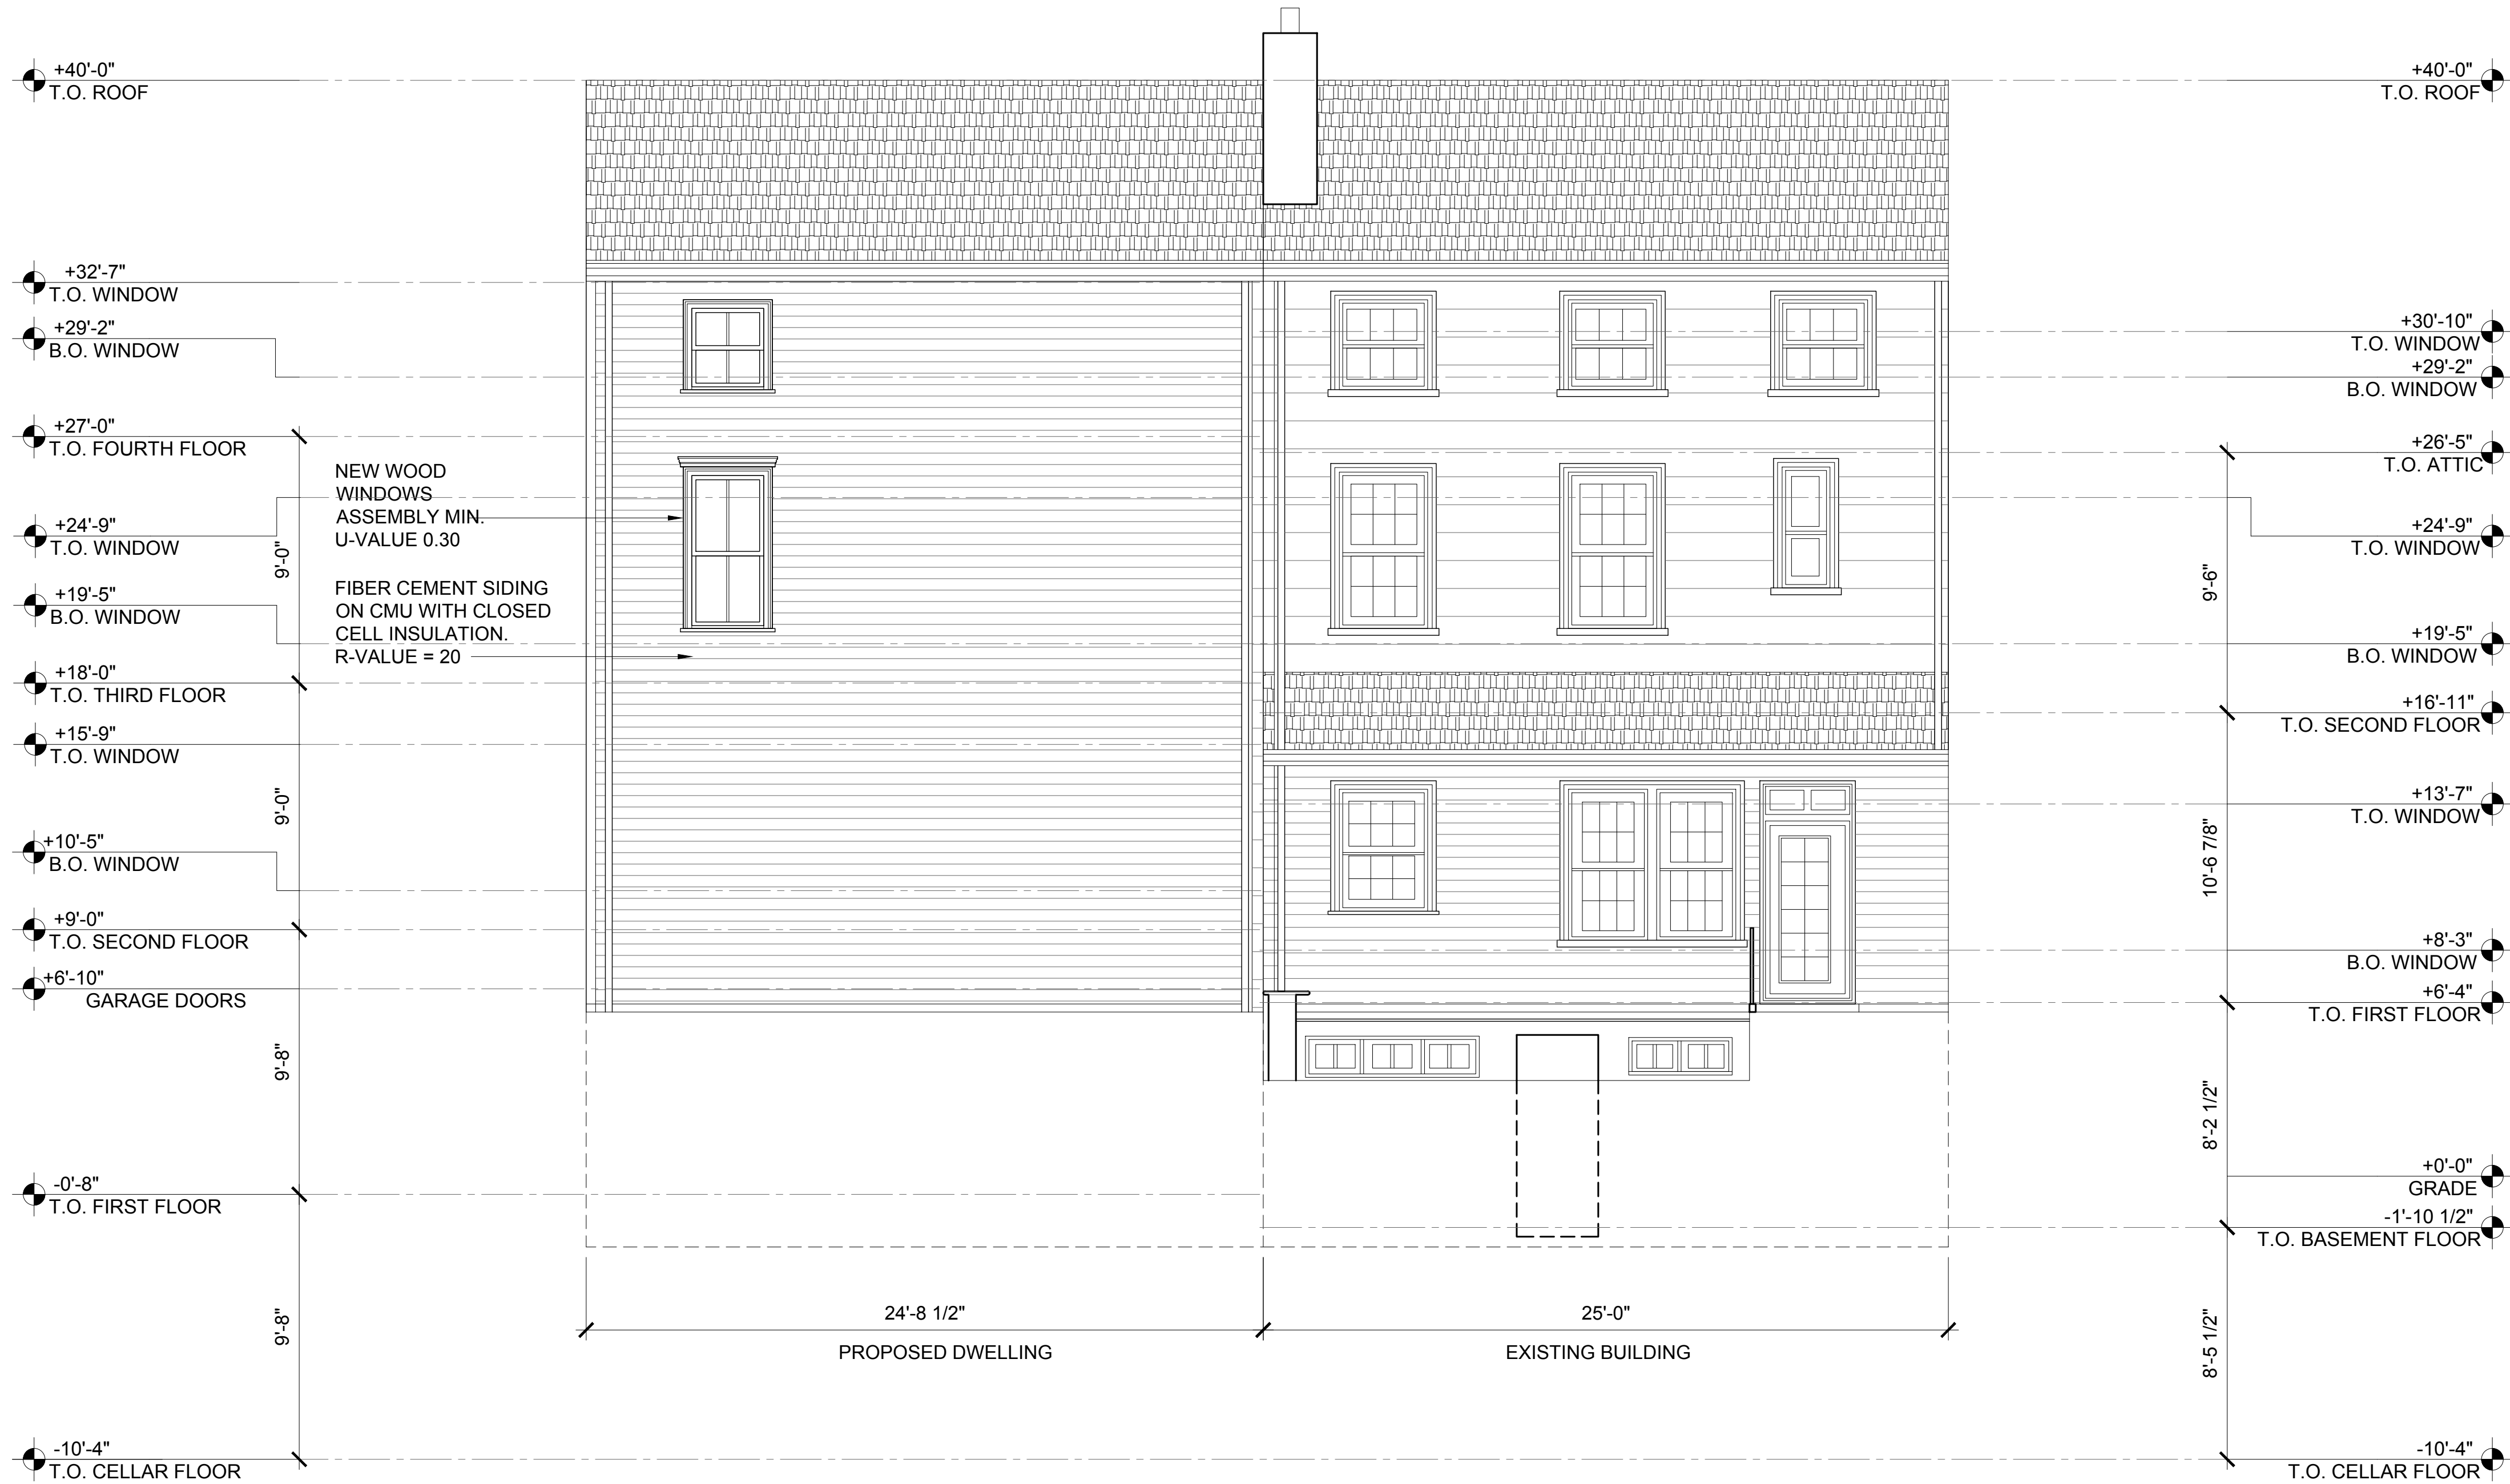 +40'-0"
T.O. ROOF
+32'-7"
T.O. WINDOW
+29'-2"
B.O. WINDOW
+27'-0"
T.O. FOURTH FLOOR
+24'-9"
T.O. WINDOW
+19'-5"
B.O. WINDOW
+18'-0"
T.O. THIRD FLOOR
+15'-9"
T.O. WINDOW
+10'-5"
B.O. WINDOW
+9'-0"
T.O. SECOND FLOOR
+6'-10"
GARAGE DOORS
-0'-8"
T.O. FIRST FLOOR
-10'-4"
T.O. CELLAR FLOOR
9'-0"
9'-0"
9'-8"
9'-8"
NEW WOOD
WINDOWS
ASSEMBLY MIN.
U-VALUE 0.30
FIBER CEMENT SIDING
ON CMU WITH CLOSED
CELL INSULATION.
R-VALUE = 20
24'-8 1/2"
PROPOSED DWELLING
25'-0"
EXISTING BUILDING
9'-6"
10'-6 7/8"
8'-2 1/2"
8'-5 1/2"
+40'-0"
T.O. ROOF
+30'-10"
T.O. WINDOW
+29'-2"
B.O. WINDOW
+26'-5"
T.O. ATTIC
+24'-9"
T.O. WINDOW
+19'-5"
B.O. WINDOW
+16'-11"
T.O. SECOND FLOOR
+13'-7"
T.O. WINDOW
+8'-3"
B.O. WINDOW
+6'-4"
T.O. FIRST FLOOR
+0'-0"
GRADE
-1'-10 1/2"
T.O. BASEMENT FLOOR
-10'-4"
T.O. CELLAR FLOOR